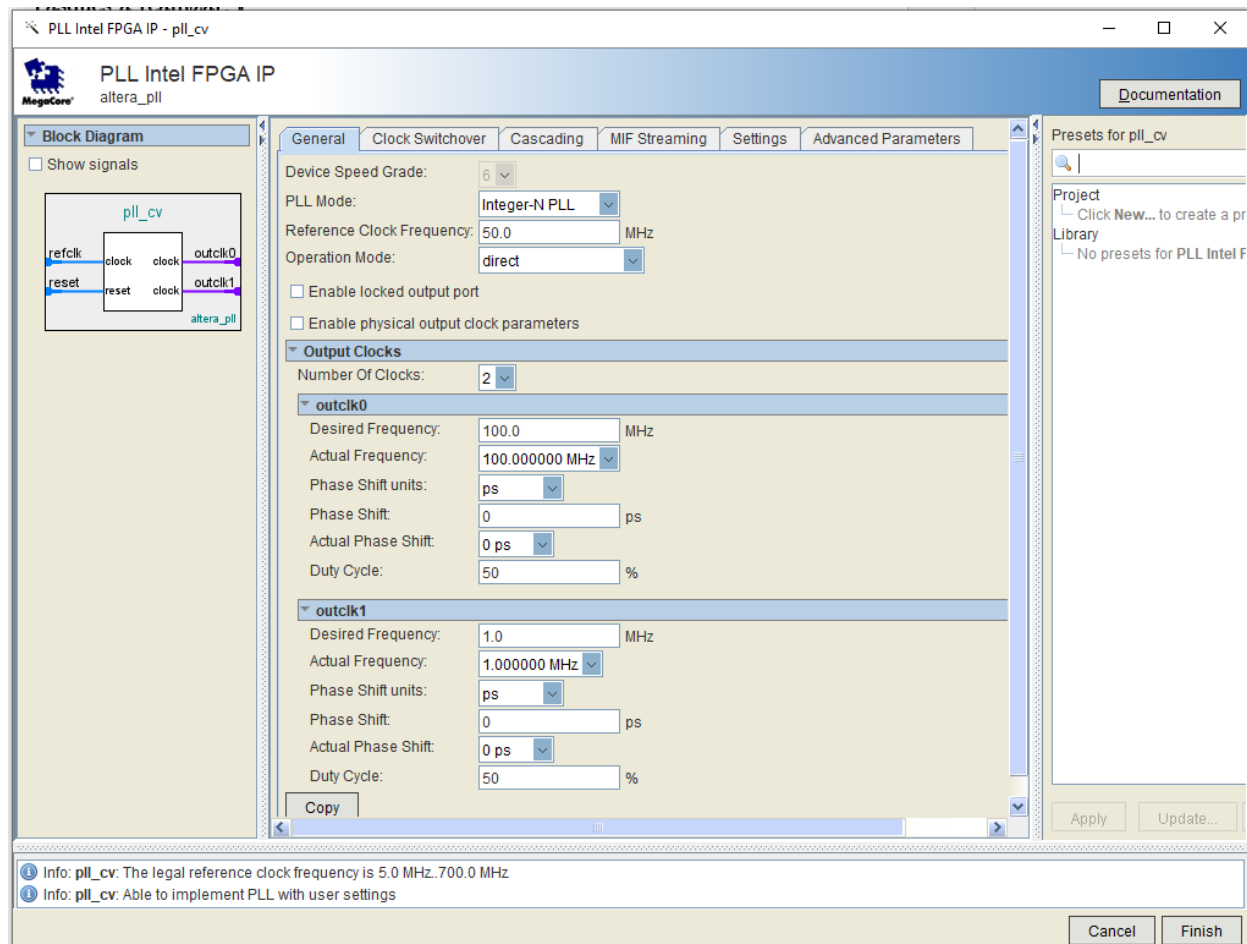 PLL Intel FPGA IP - pll_cv
PLL Intel FPGA IP
altera_pll
MegaCore®
Documentation
Block Diagram
Show signals
pll_cv
refclk
clock
clock
outclk0
reset
reset
clock
outclk1
altera_pll
General
Clock Switchover
Cascading
MIF Streaming
Settings
Advanced Parameters
Device Speed Grade:
6
PLL Mode:
Integer-N PLL
Reference Clock Frequency:
50.0
MHz
Operation Mode:
direct
Enable locked output port
Enable physical output clock parameters
Output Clocks
Number Of Clocks:
2
outclk0
Desired Frequency:
100.0
MHz
Actual Frequency:
100.000000 MHz
Phase Shift units:
ps
Phase Shift:
0
ps
Actual Phase Shift:
0 ps
Duty Cycle:
50
%
outclk1
Desired Frequency:
1.0
MHz
Actual Frequency:
1.000000 MHz
Phase Shift units:
ps
Phase Shift:
0
ps
Actual Phase Shift:
0 ps
Duty Cycle:
50
%
Copy
Presets for pll_cv
Project
Click New... to create a pr
Library
No presets for PLL Intel F
Apply
Update...
Info: pll_cv: The legal reference clock frequency is 5.0 MHz..700.0 MHz
Info: pll_cv: Able to implement PLL with user settings
Cancel
Finish